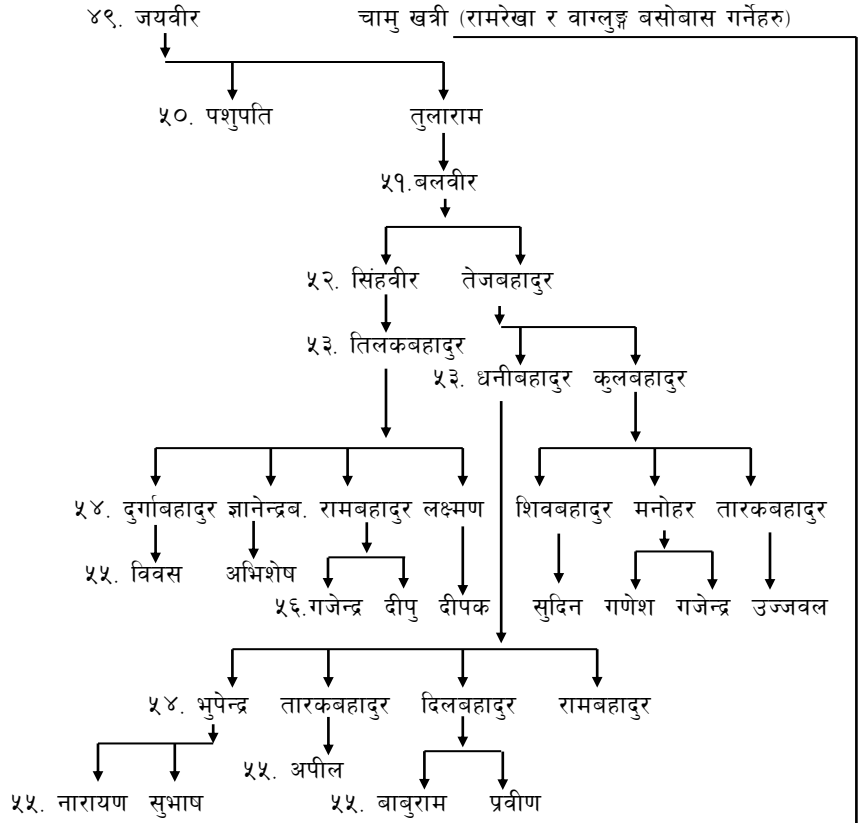 ४९. जयवीर चामु खत्री (रामरेखा र वाग्लुङ्ग बसोबास गर्नेहरु)
५०. पशुपति तुलाराम
५१.बलवीर
५२. सिंहवीर तेजबहादुर
५३. तिलकबहादुर
५३. धनीबहादुर कुलबहादुर
५४. दुर्गाबहादुर ज्ञानेन्द्रब. रामबहादुर लक्ष्मण शिवबहादुर मनोहर तारकबहादुर
५५. विवस अभिशेष
५६.गजेन्द्र दीपु दीपक सुदिन गणेश गजेन्द्र उज्जवल
५४. भुपेन्द्र तारकबहादुर दिलबहादुर रामबहादुर
५५. अपील
५५. नारायण सुभाष ५५. बाबुराम प्रवीण